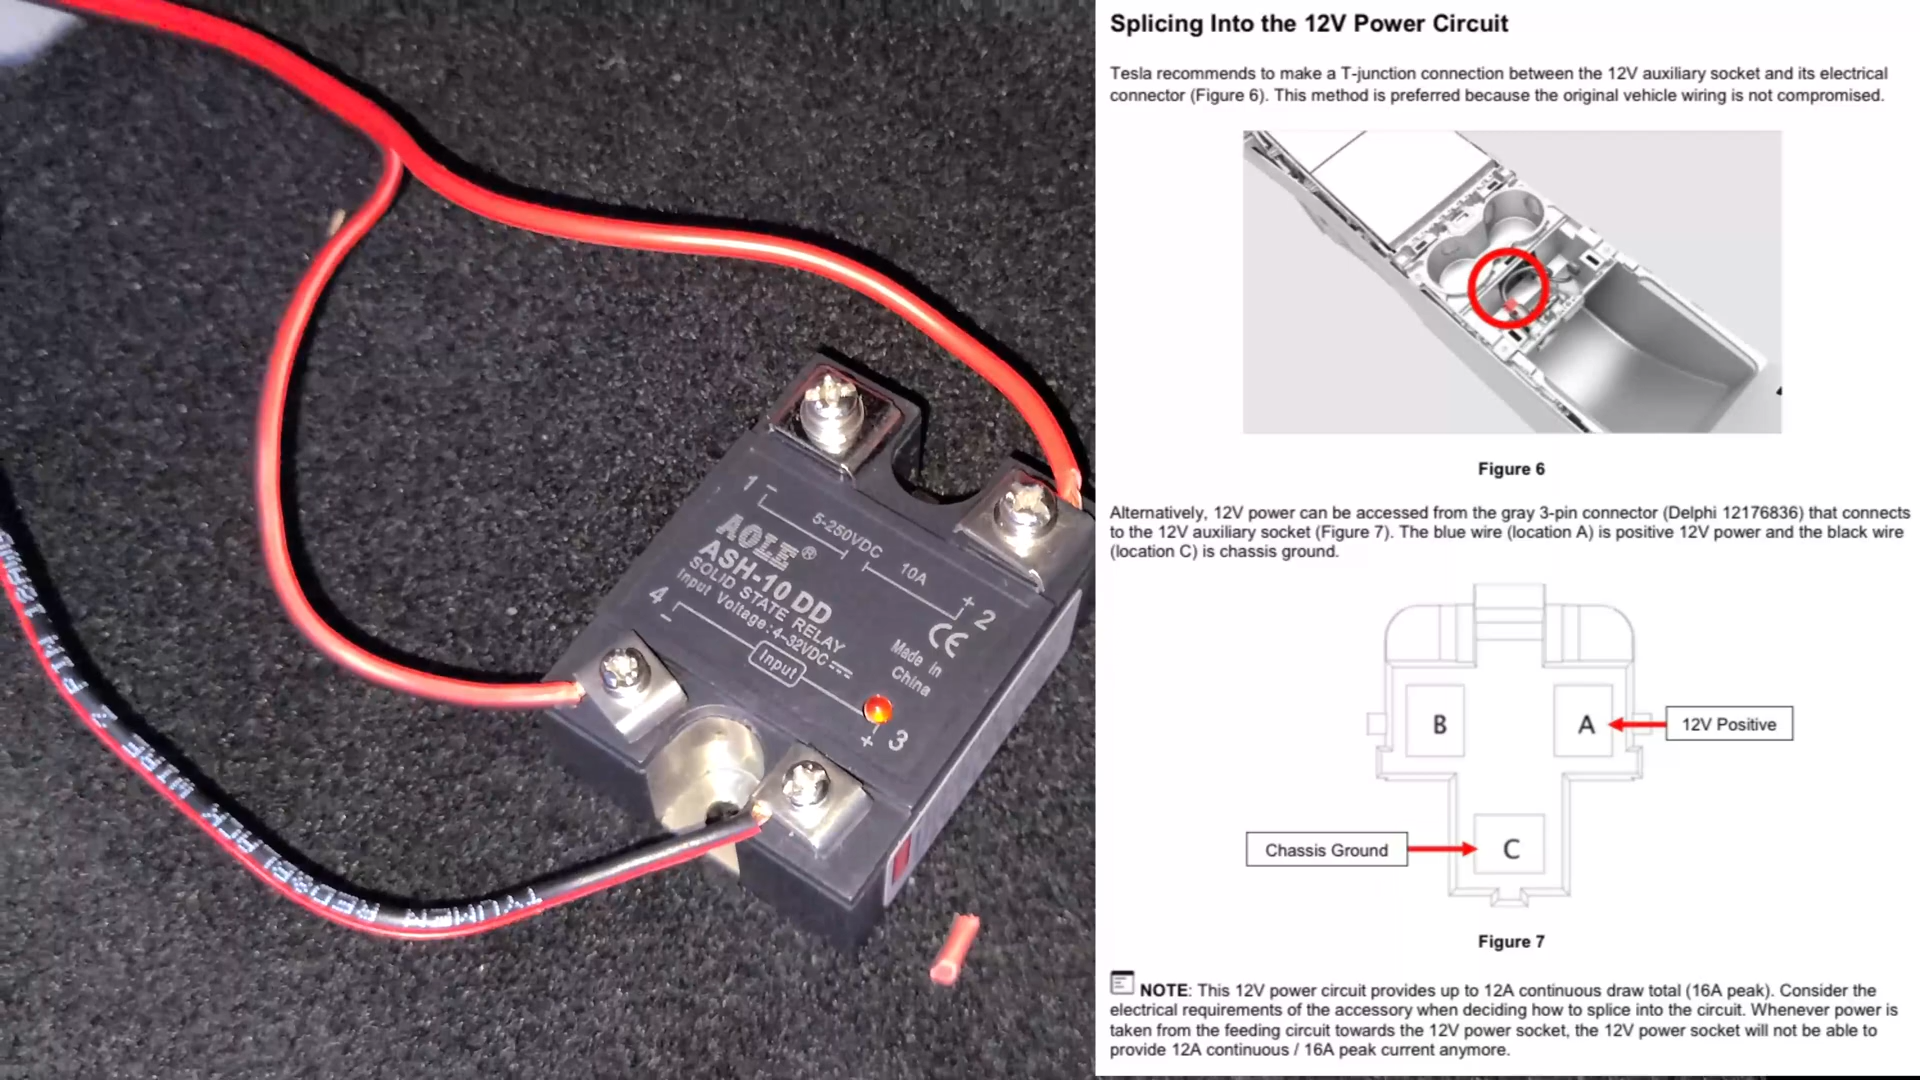 1 -
5-250VDC
10A
+ 2
AOLE®
ASH-10 DD
SOLID STATE RELAY
Input Voltage:4-32VDC
4
-
Input
CE
Made in
China
+ 3
TYUMEN RED&BLACK WIRE 2 PIN 18AWG
Splicing Into the 12V Power Circuit
Tesla recommends to make a T-junction connection between the 12V auxiliary socket and its electrical
connector (Figure 6). This method is preferred because the original vehicle wiring is not compromised.
Figure 6
Alternatively, 12V power can be accessed from the gray 3-pin connector (Delphi 12176836) that connects
to the 12V auxiliary socket (Figure 7). The blue wire (location A) is positive 12V power and the black wire
(location C) is chassis ground.
B
A
12V Positive
Chassis Ground
C
Figure 7
NOTE: This 12V power circuit provides up to 12A continuous draw total (16A peak). Consider the
electrical requirements of the accessory when deciding how to splice into the circuit. Whenever power is
taken from the feeding circuit towards the 12V power socket, the 12V power socket will not be able to
provide 12A continuous / 16A peak current anymore.